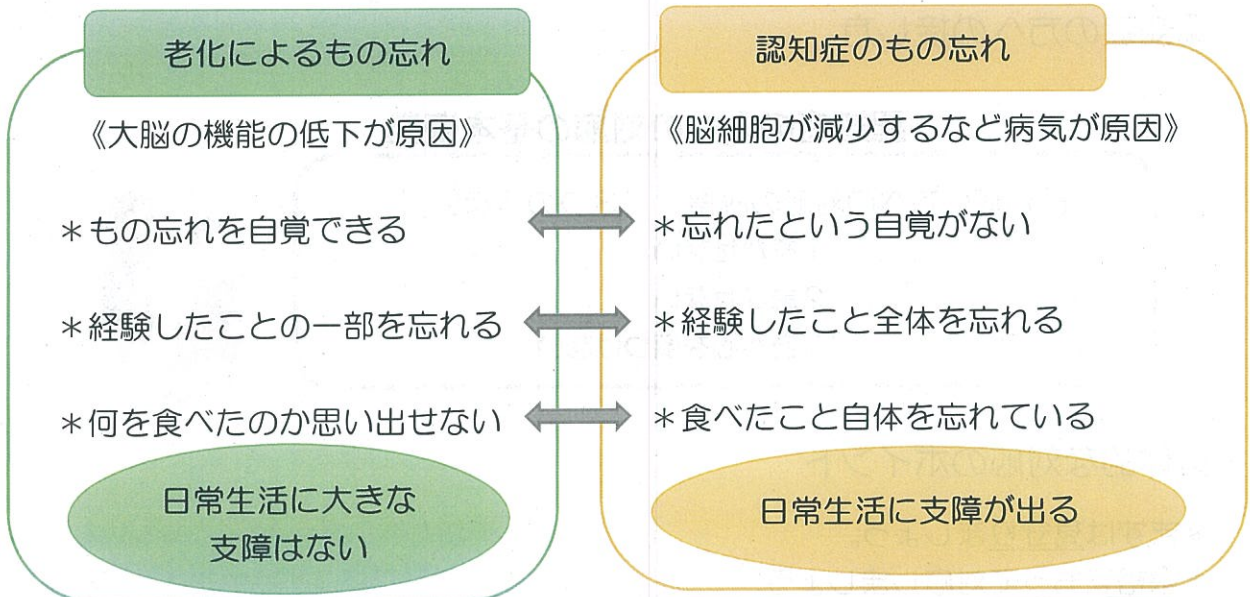 老化によるもの忘れ
《大脳の機能の低下が原因》
＊もの忘れを自覚できる
＊経験したことの一部を忘れる
＊何を食べたのか思い出せない
日常生活に大きな
支障はない
認知症のもの忘れ
《脳細胞が減少するなど病気が原因》
＊忘れたという自覚がない
＊経験したこと全体を忘れる
＊食べたこと自体を忘れている
日常生活に支障が出る